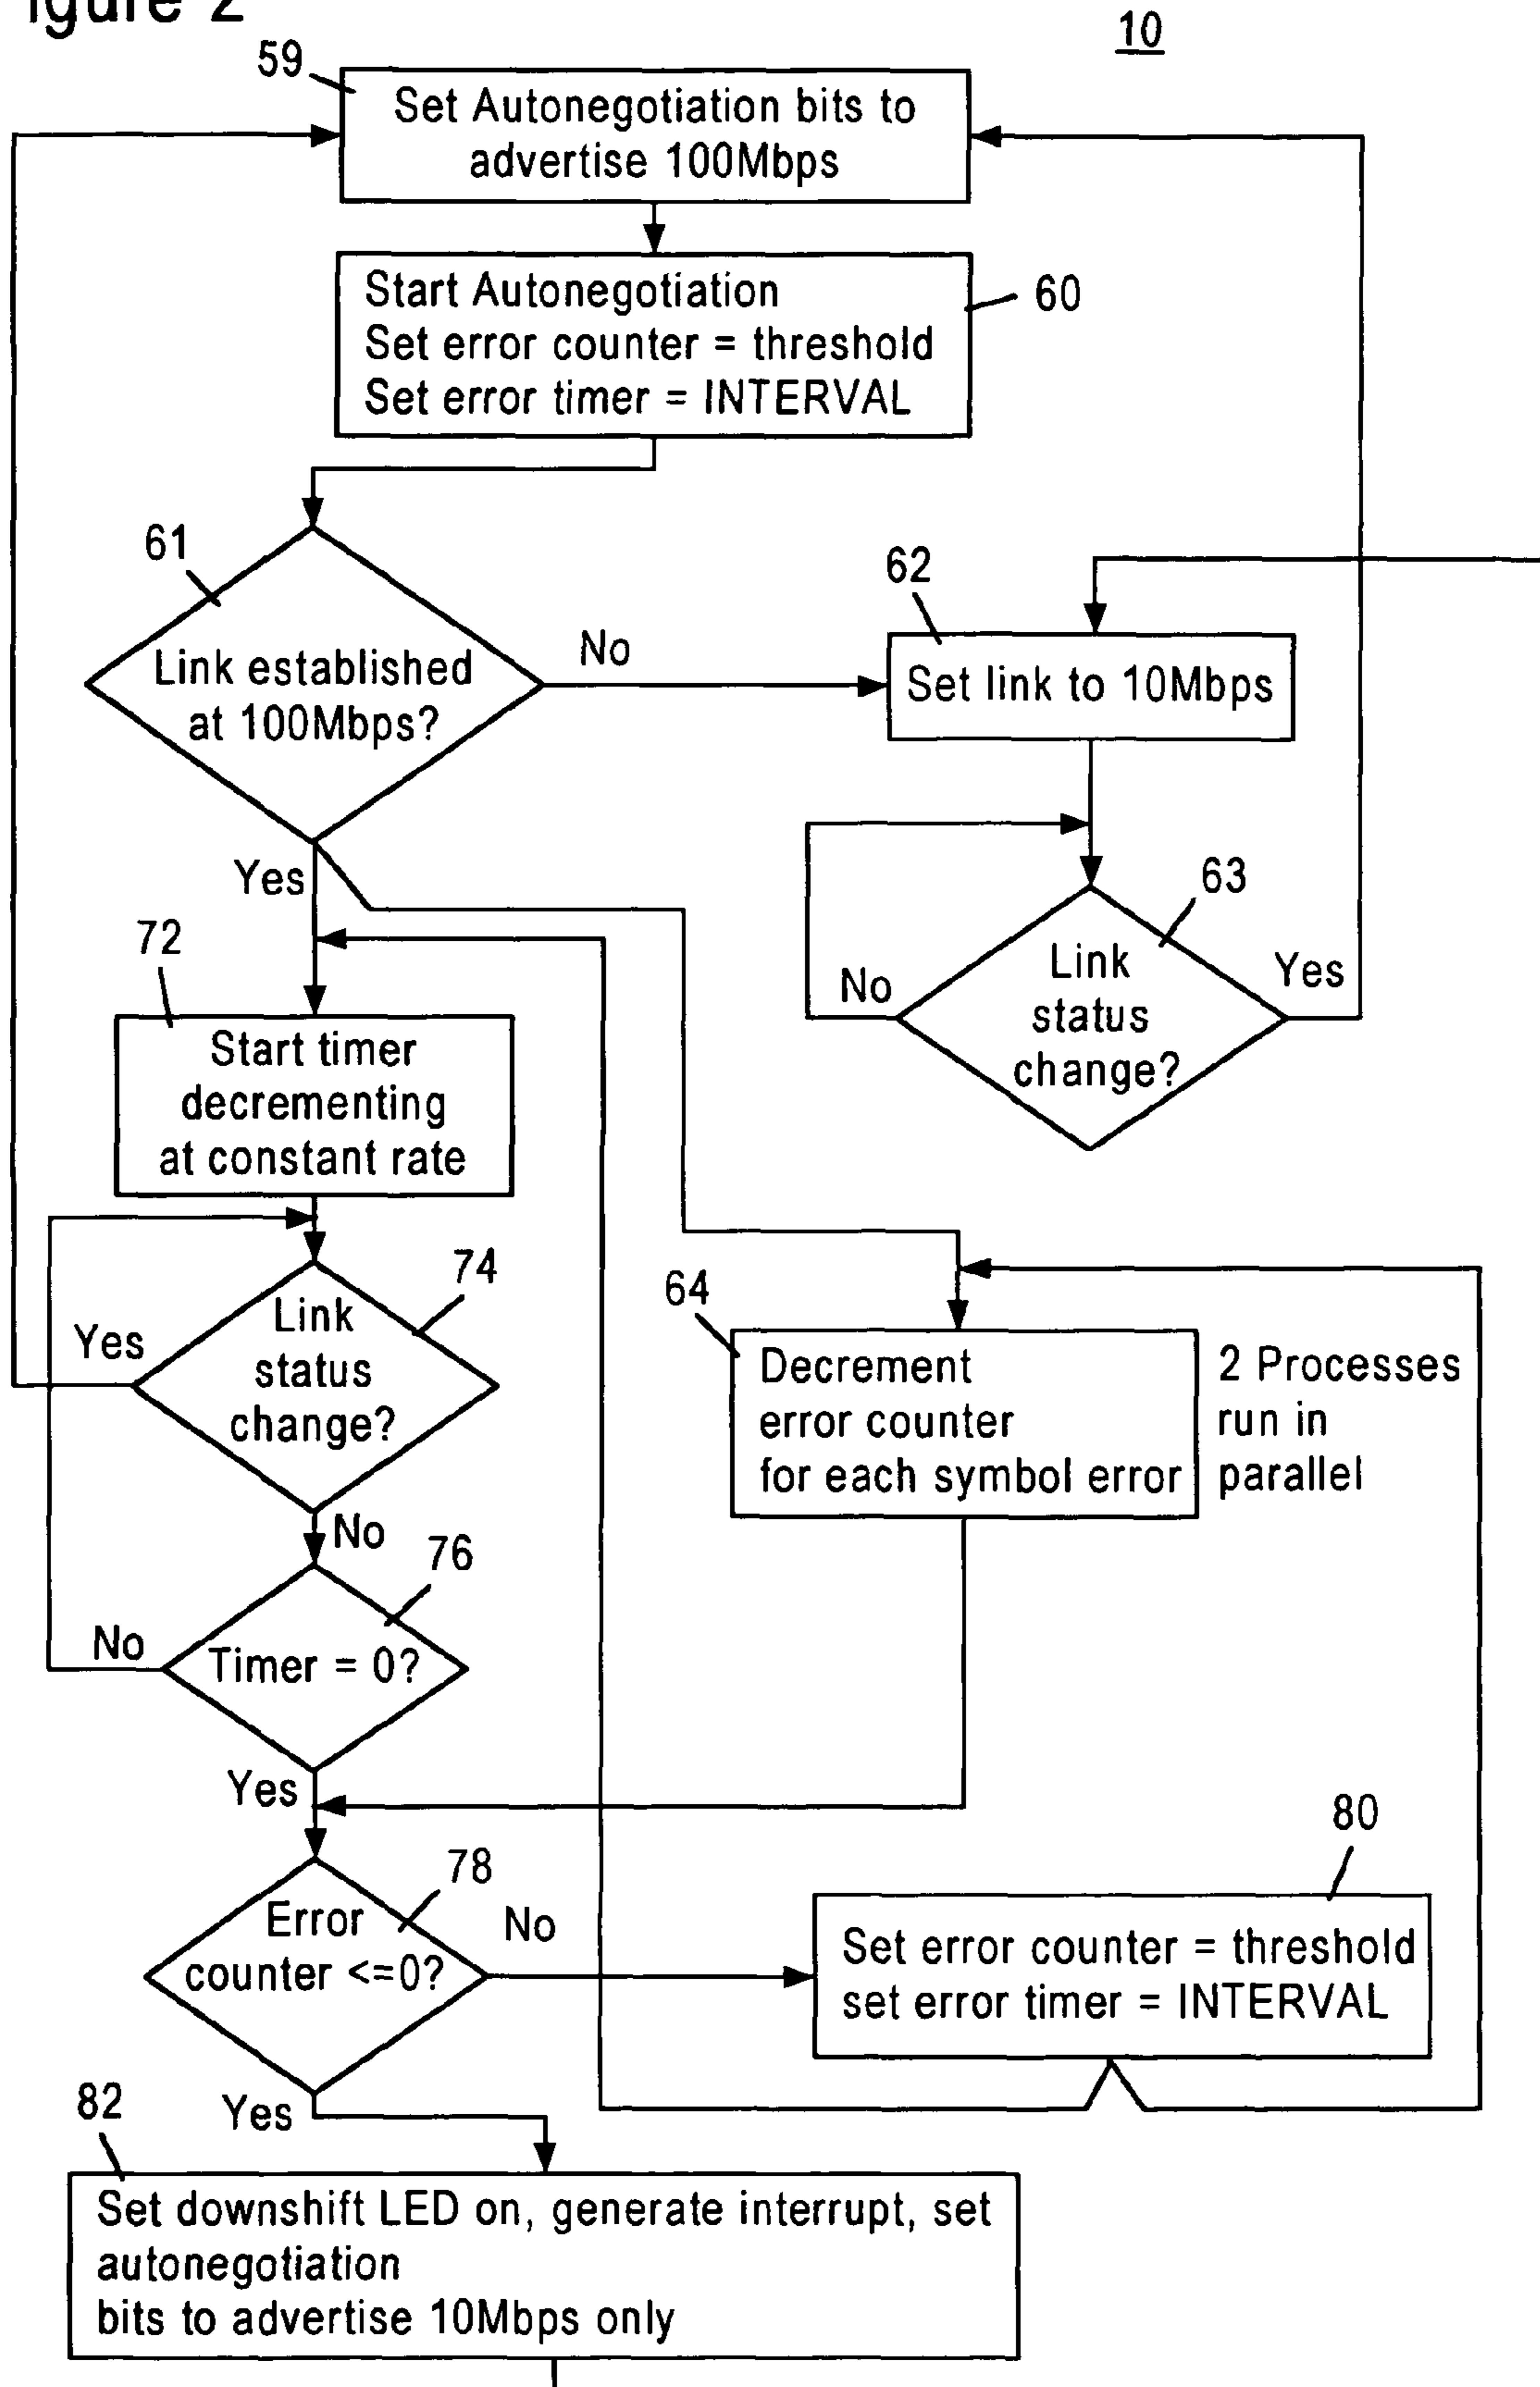 igure 2
10
59
Set Autonegotiation bits to
advertise 100Mbps
Start Autonegotiation
Set error counter = threshold
Set error timer = INTERVAL
60
61
Link established
at 100Mbps?
No
62
Set link to 10Mbps
Yes
63
Link
status
change?
No
Yes
72
Start timer
decrementing
at constant rate
74
Link
status
change?
Yes
No
64
Decrement
error counter
for each symbol error
2 Processes
run in
parallel
76
Timer = 0?
No
Yes
78
Error
counter <=0?
No
80
Set error counter = threshold
set error timer = INTERVAL
Yes
82
Set downshift LED on, generate interrupt, set
autonegotiation
bits to advertise 10Mbps only